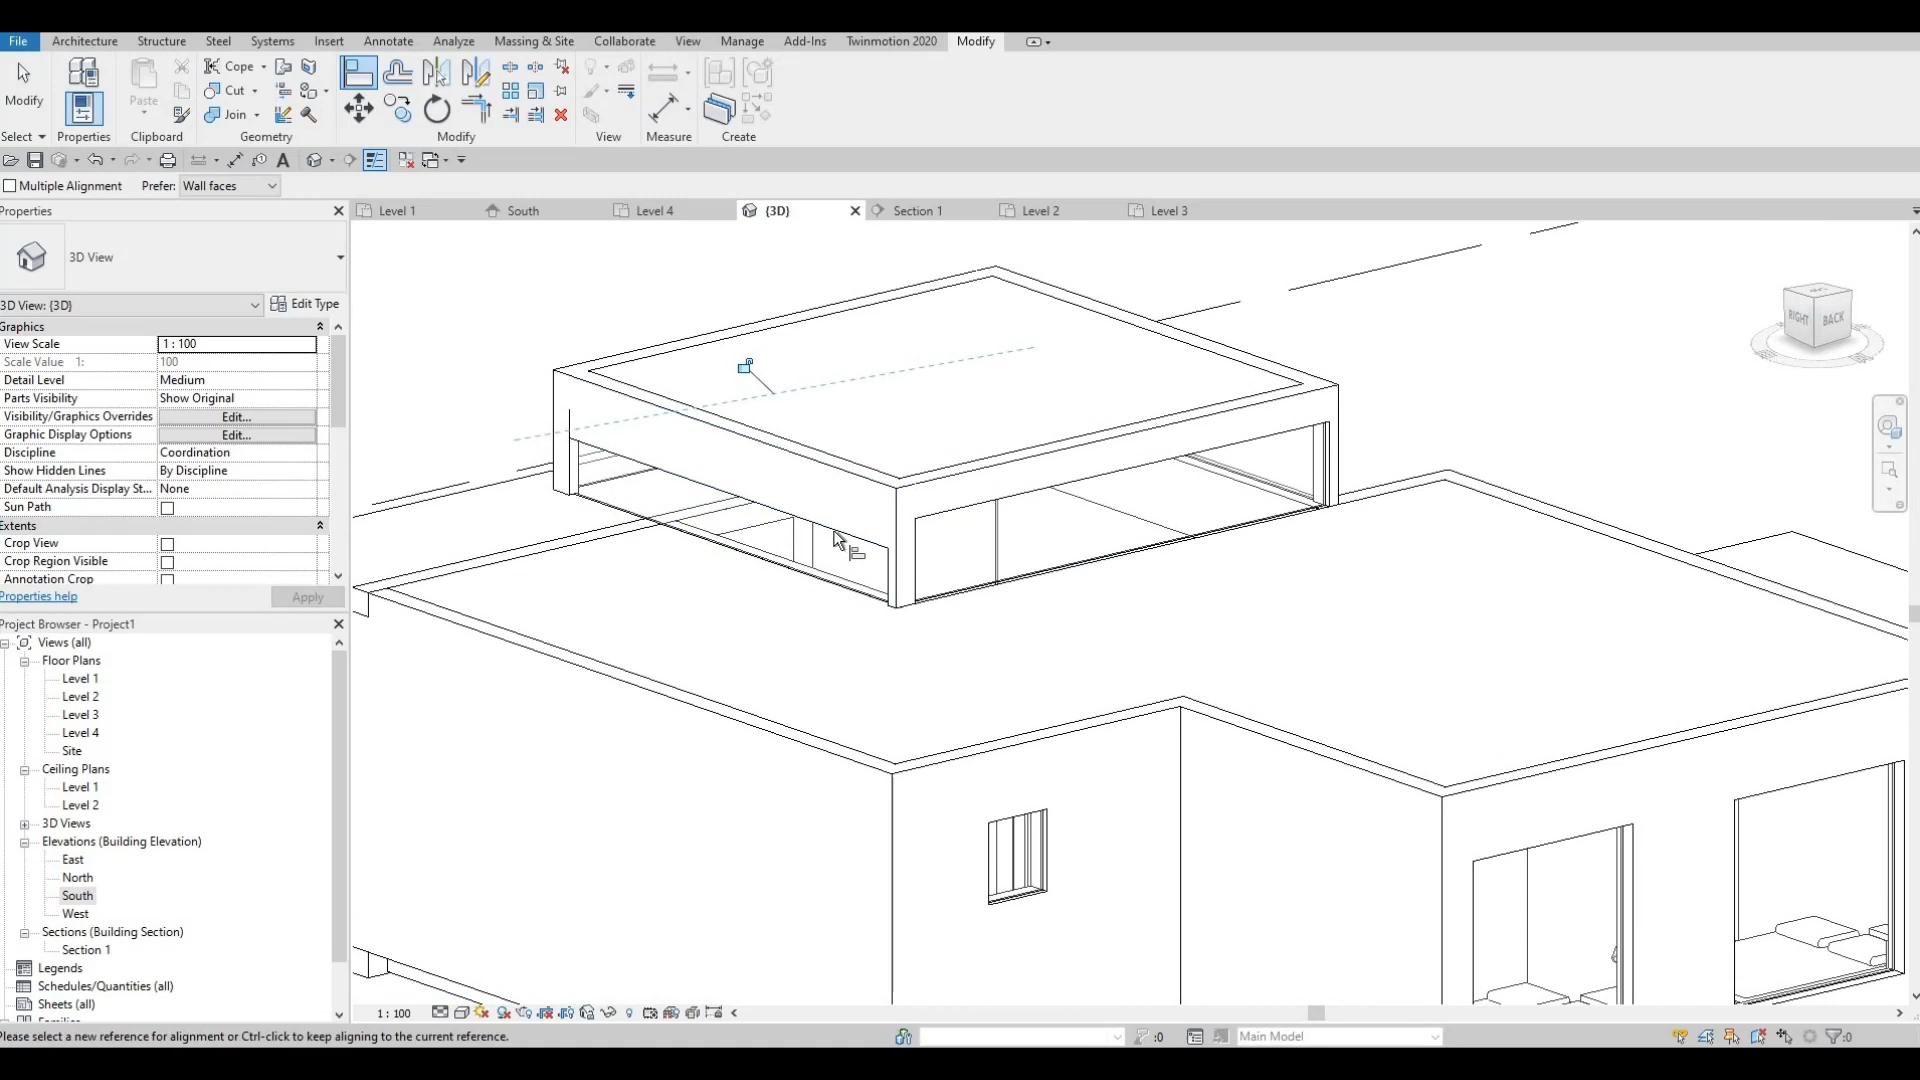 File Architecture Structure Steel Systems Insert Annotate Analyze Massing & Site Collaborate View Manage Add-Ins Twinmotion 2020 Modify
Modify
Paste
Cope
Cut
Join
Select Properties Clipboard Geometry Modify View Measure Create
A
Multiple Alignment Prefer: Wall faces
Properties
Level 1 South Level 4 {3D} Section 1 Level 2 Level 3
3D View
3D View: {3D} Edit Type
Graphics
View Scale 1 : 100
Scale Value 1: 100
Detail Level Medium
Parts Visibility Show Original
Visibility/Graphics Overrides Edit...
Graphic Display Options Edit...
Discipline Coordination
Show Hidden Lines By Discipline
Default Analysis Display St... None
Sun Path
Extents
Crop View
Crop Region Visible
Annotation Crop
Properties help Apply
RIGHT BACK
Project Browser - Project1
Views (all)
Floor Plans
Level 1
Level 2
Level 3
Level 4
Site
Ceiling Plans
Level 1
Level 2
3D Views
Elevations (Building Elevation)
East
North
South
West
Sections (Building Section)
Section 1
Legends
Schedules/Quantities (all)
Sheets (all)
1 : 100
Please select a new reference for alignment or Ctrl-click to keep aligning to the current reference. :0 Main Model :0